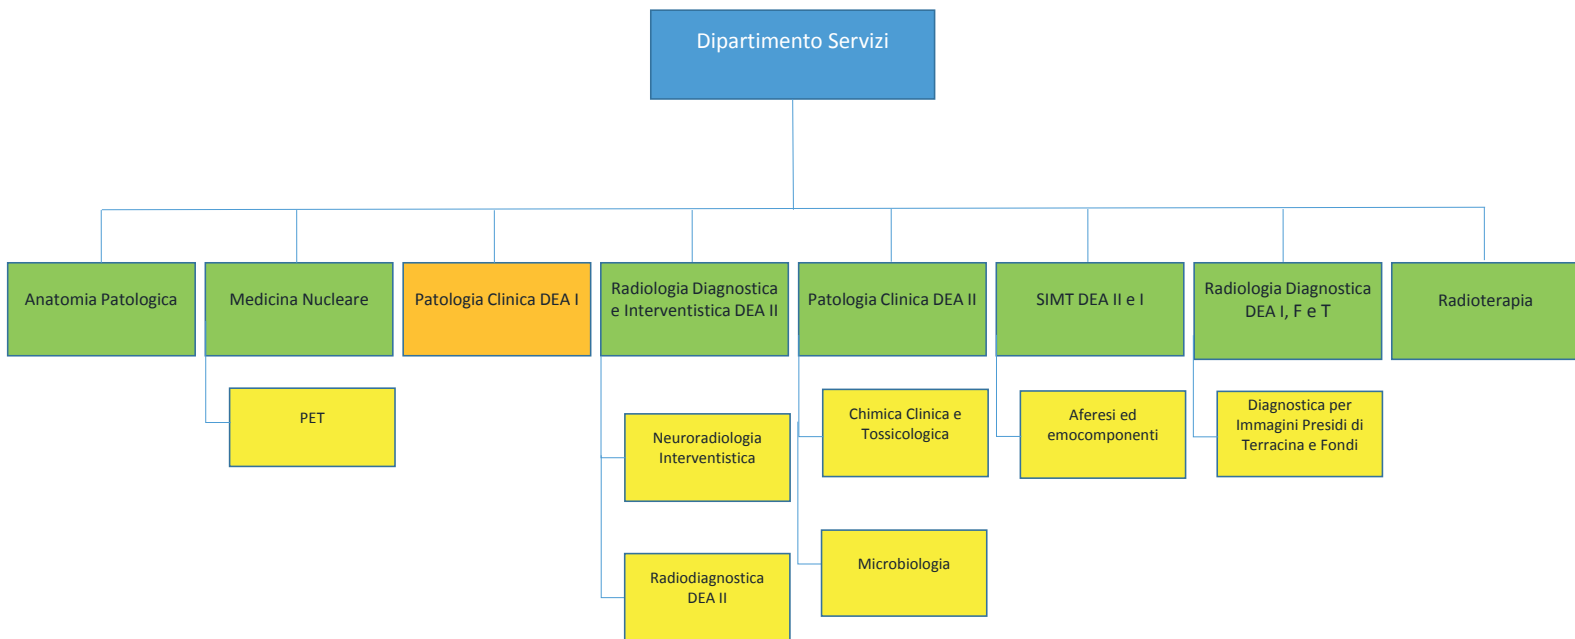 Dipartimento Servizi
Anatomia Patologica
Medicina Nucleare
Patologia Clinica DEA I
Radiologia Diagnostica
e Interventistica DEA II
Patologia Clinica DEA II
SIMT DEA II e I
Radiologia Diagnostica
DEA I, F e T
Radioterapia
PET
Neuroradiologia
Interventistica
Chimica Clinica e
Tossicologica
Aferesi ed
emocomponenti
Diagnostica per
Immagini Presidi di
Terracina e Fondi
Radiodiagnostica
DEA II
Microbiologia